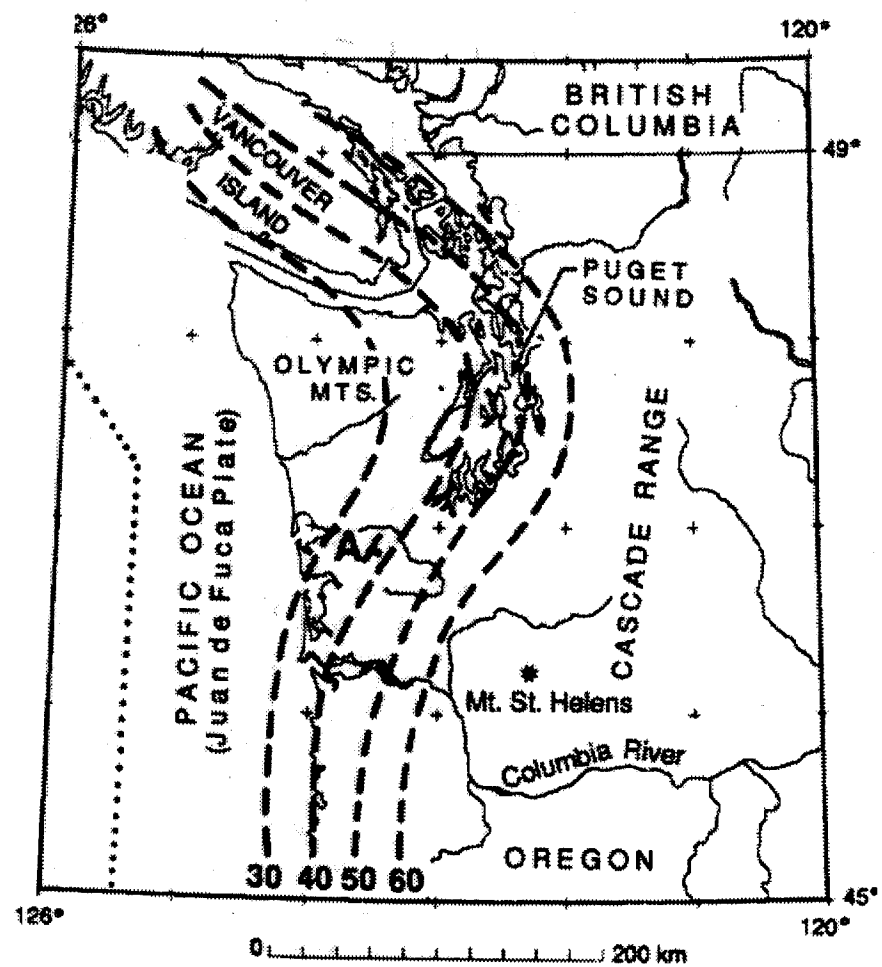 26°
120°
BRITISH
COLUMBIA
49°
VANCOUVER
ISLAND
PUGET
SOUND
OLYMPIC
MTS.
PACIFIC OCEAN
(Juan de Fuca Plate)
CASCADE RANGE
Mt. St. Helens
Columbia River
OREGON
30 40 50 60
126°
45°
120°
0 200 km